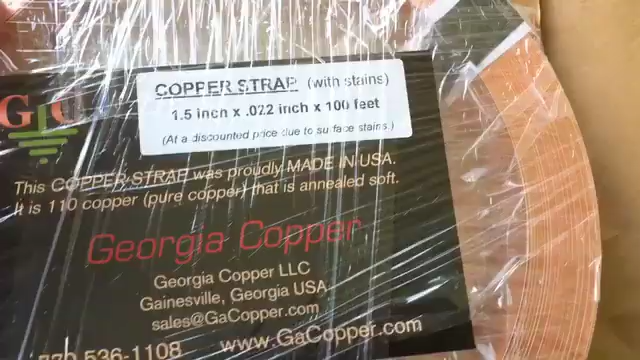 COPPER STRAP (with stains)
1.5 inch x .022 inch x 100 feet
(At a discounted price due to surface stains.)
This COPPER STRAP was proudly MADE IN USA.
It is 110 copper (pure copper) that is annealed soft.
Georgia Copper
Georgia Copper LLC
Gainesville, Georgia USA
sales@GaCopper.com
536-1108 www.GaCopper.com